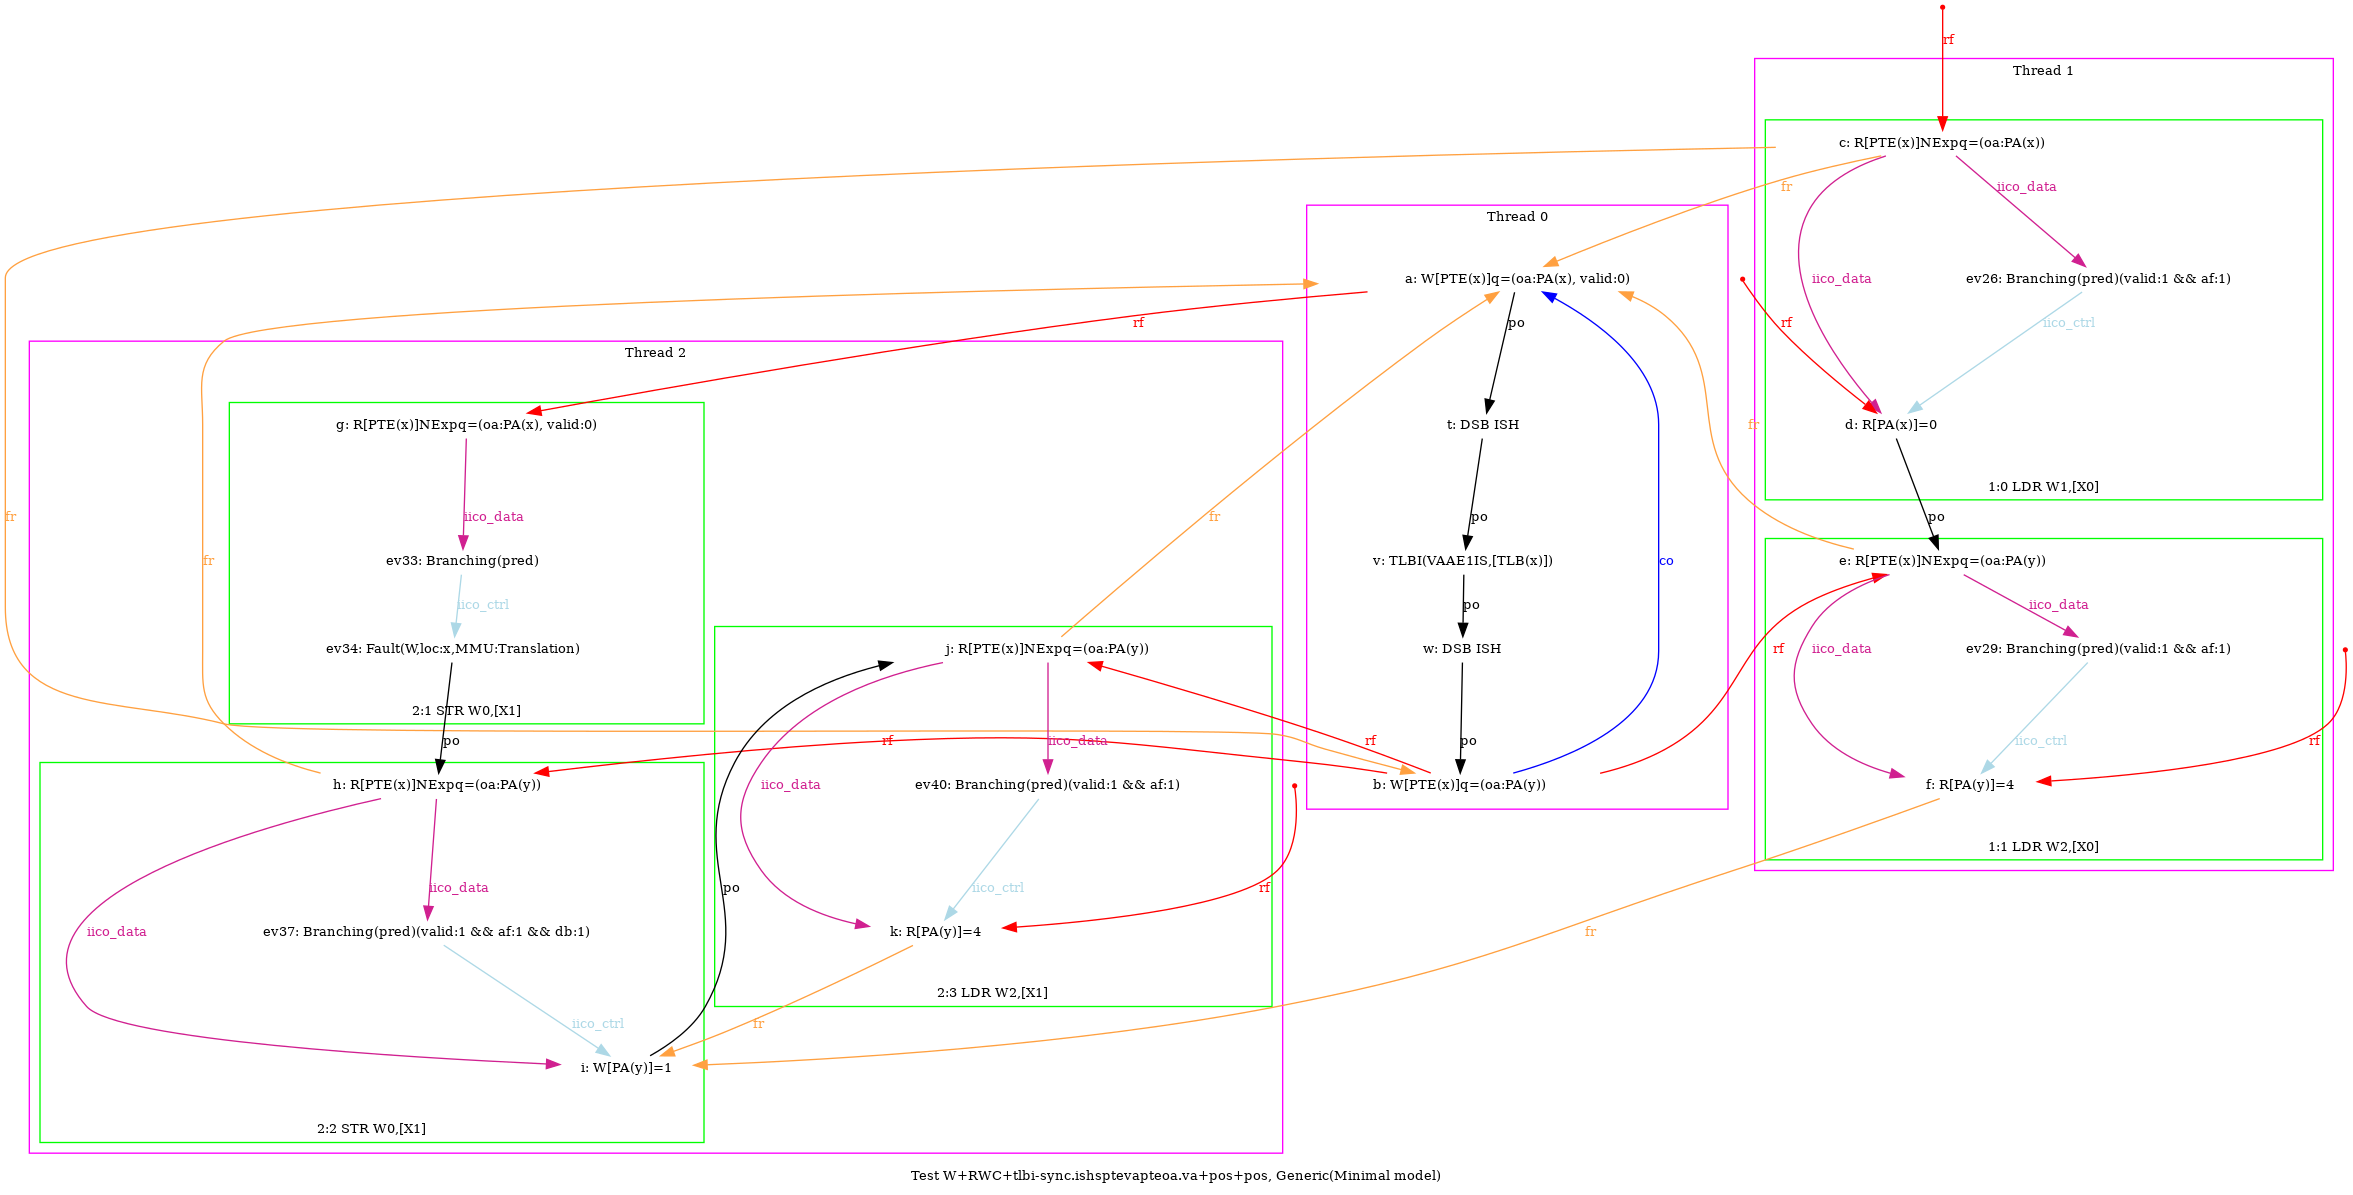 rf
Thread 1
c: R[PTE(x)]NExpq=(oa:PA(x))
iico_data
fr
Thread 0
a: W[PTE(x)]q=(oa:PA(x), valid:0)
iico_data
ev26: Branching(pred)(valid:1 && af:1)
rf
po
rf
iico_ctrl
Thread 2
g: R[PTE(x)]NExpq=(oa:PA(x), valid:0)
t: DSB ISH
fr
d: R[PA(x)]=0
1:0 LDR W1,[X0]
fr
iico_data
fr
po
po
fr
ev33: Branching(pred)
v: TLBI(VAAE1IS,[TLB(x)])
co
e: R[PTE(x)]NExpq=(oa:PA(y))
iico_ctrl
po
iico_data
ev34: Fault(W,loc:x,MMU:Translation)
j: R[PTE(x)]NExpq=(oa:PA(y))
w: DSB ISH
rf
iico_data
ev29: Branching(pred)(valid:1 && af:1)
2:1 STR W0,[X1]
po
rf
iico_data
rf
po
iico_ctrl
rf
h: R[PTE(x)]NExpq=(oa:PA(y))
iico_data
ev40: Branching(pred)(valid:1 && af:1)
b: W[PTE(x)]q=(oa:PA(y))
f: R[PA(y)]=4
1:1 LDR W2,[X0]
iico_data
po
iico_ctrl
rf
iico_data
ev37: Branching(pred)(valid:1 && af:1 && db:1)
k: R[PA(y)]=4
fr
2:3 LDR W2,[X1]
iico_ctrl
fr
i: W[PA(y)]=1
2:2 STR W0,[X1]
Test W+RWC+tlbi-sync.ishsptevapteoa.va+pos+pos, Generic(Minimal model)